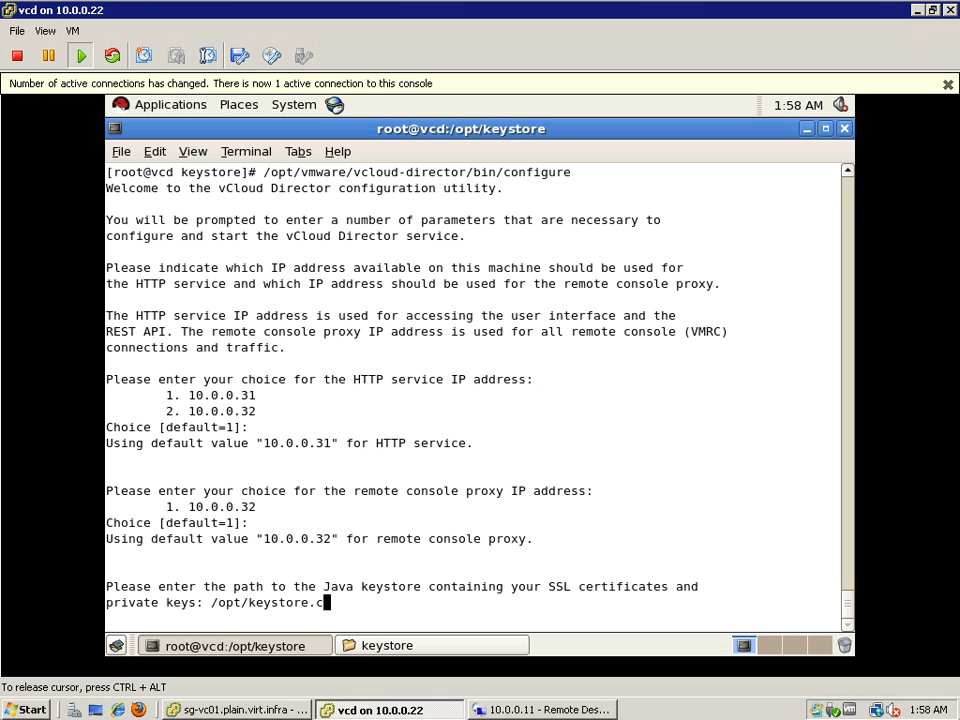 vcd on 10.0.0.22
File View VM
Number of active connections has changed. There is now 1 active connection to this console
Applications Places System 1:58 AM
root@vcd:/opt/keystore
File Edit View Terminal Tabs Help
[root@vcd keystore]# /opt/vmware/vcloud-director/bin/configure
Welcome to the vCloud Director configuration utility.
You will be prompted to enter a number of parameters that are necessary to
configure and start the vCloud Director service.
Please indicate which IP address available on this machine should be used for
the HTTP service and which IP address should be used for the remote console proxy.
The HTTP service IP address is used for accessing the user interface and the
REST API. The remote console proxy IP address is used for all remote console (VMRC)
connections and traffic.
Please enter your choice for the HTTP service IP address:
1. 10.0.0.31
2. 10.0.0.32
Choice [default=1]:
Using default value "10.0.0.31" for HTTP service.
Please enter your choice for the remote console proxy IP address:
1. 10.0.0.32
Choice [default=1]:
Using default value "10.0.0.32" for remote console proxy.
Please enter the path to the Java keystore containing your SSL certificates and
private keys: /opt/keystore.c
root@vcd:/opt/keystore keystore
To release cursor, press CTRL + ALT
Start sg-vc01.plain.virt.infra - ... vcd on 10.0.0.22 10.0.0.11 - Remote Des... 1:58 AM